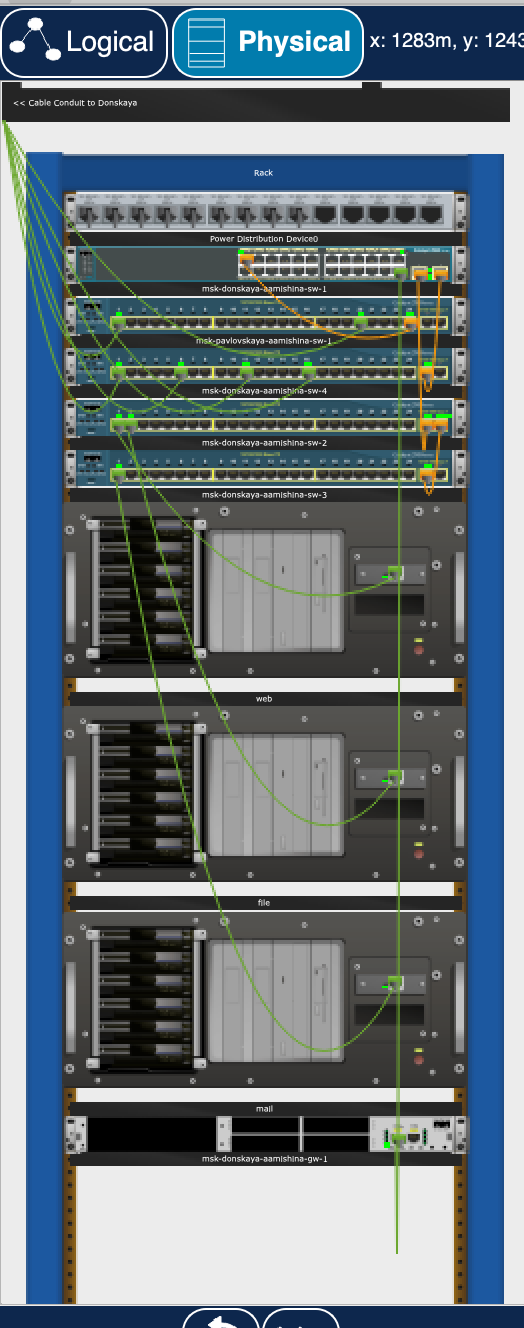 Logical
Physical
x: 1283m, y: 1243
<< Cable Conduit to Donskaya
Rack
Power Distribution Device0
msk-donskaya-aamishina-sw-1
msk-pavlovskaya-aamishina-sw-1
msk-donskaya-aamishina-sw-4
msk-donskaya-aamishina-sw-2
msk-donskaya-aamishina-sw-3
web
file
mail
msk-donskaya-aamishina-gw-1